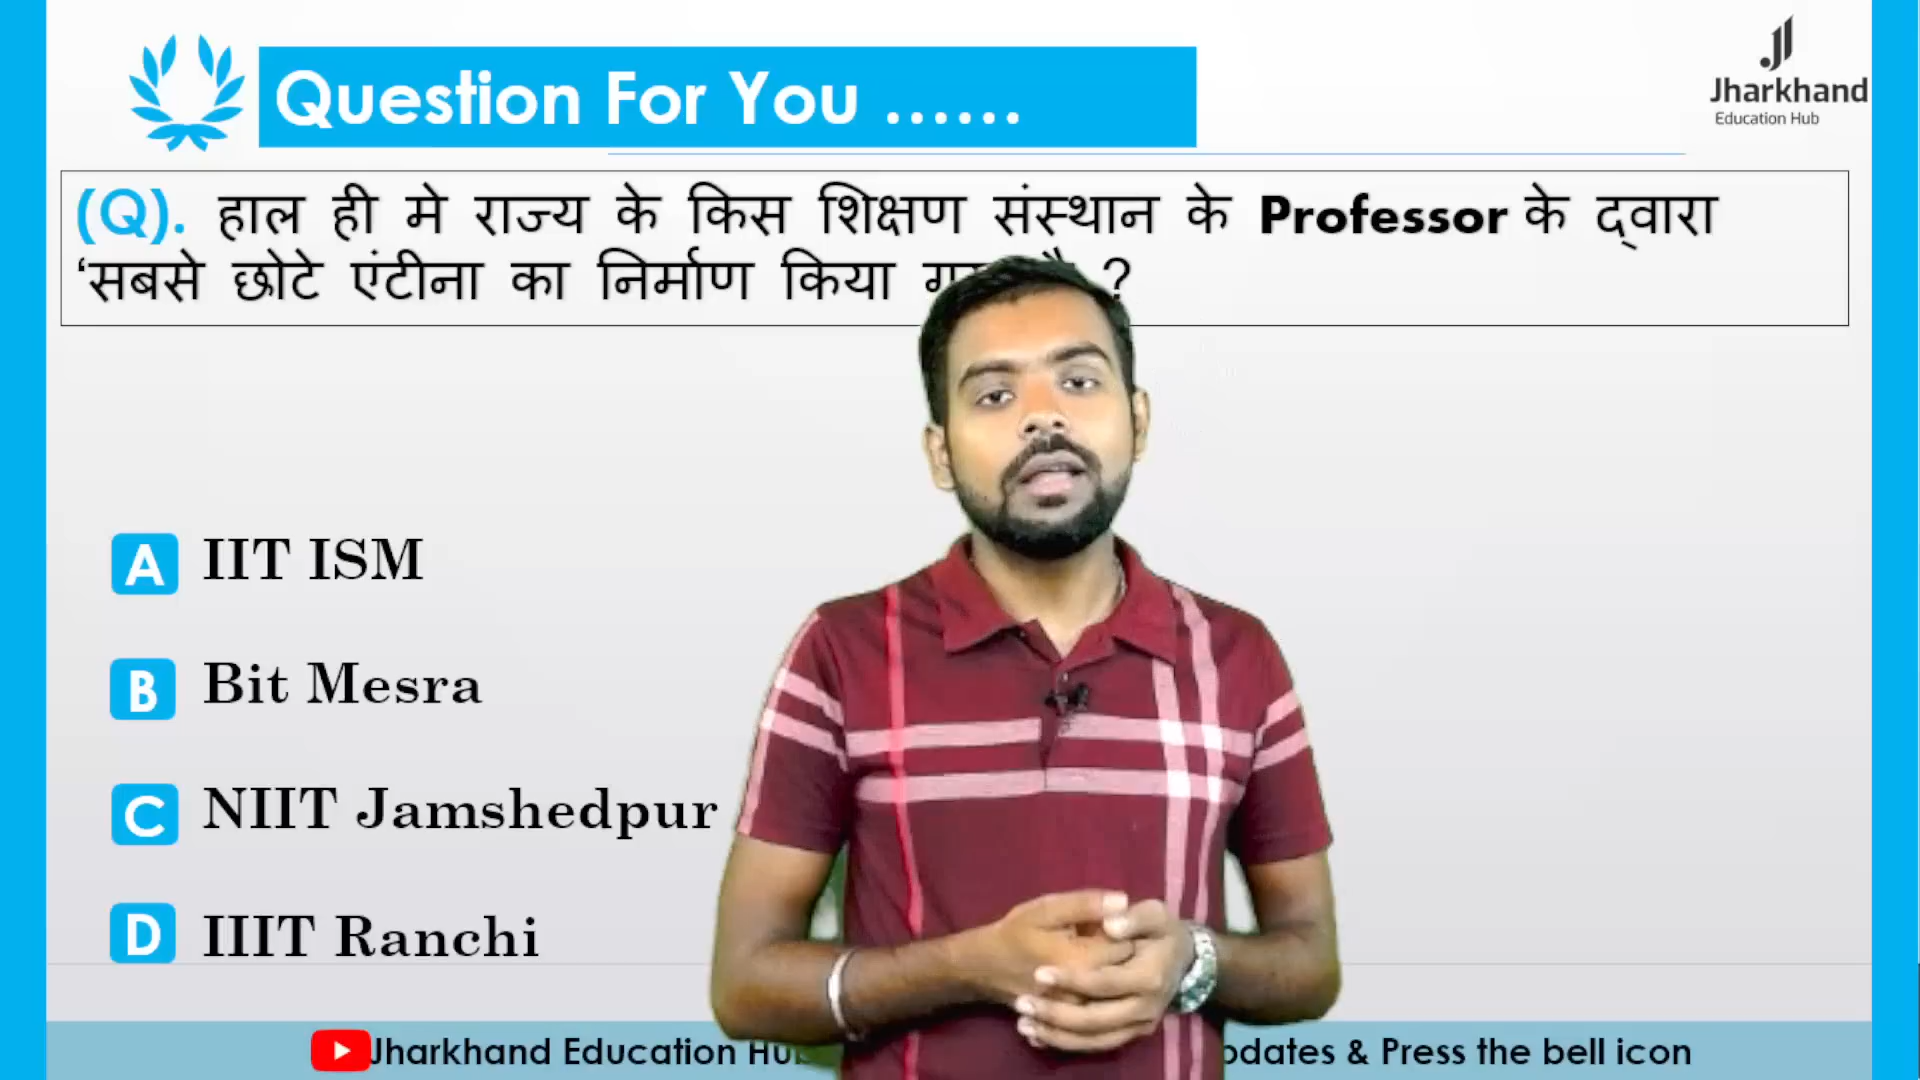 Question For You ......
Jharkhand
Education Hub
(Q). हाल ही मे राज्य के किस शिक्षण संस्थान के Professor के द्वारा
‘सबसे छोटे एंटीना का निर्माण किया ?
A IIT ISM
B Bit Mesra
C NIIT Jamshedpur
D IIIT Ranchi
Jharkhand Education & Press the bell icon